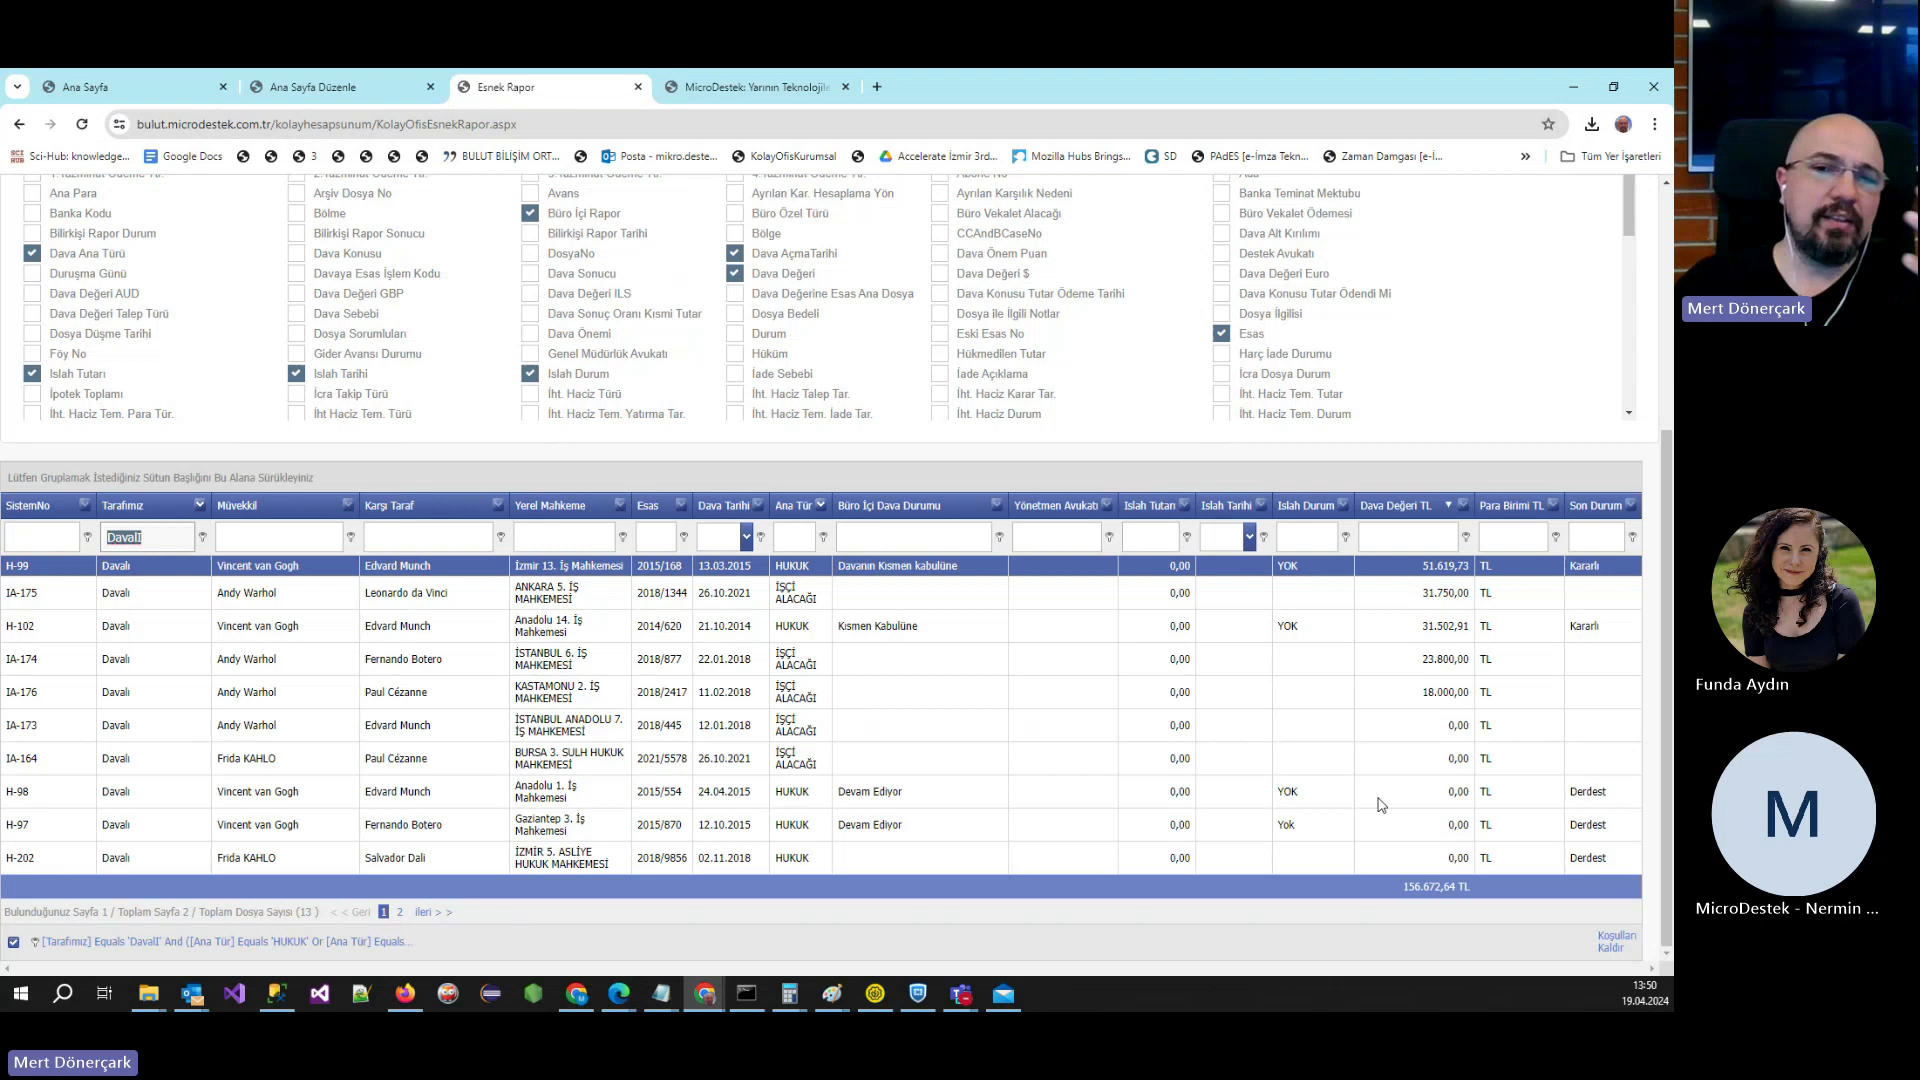 Ana Sayfa
Ana Sayfa Düzenle
Esnek Rapor
MicroDestek: Yarının Teknolojile
bulut.microdestek.com.tr/kolayhesapsunum/KolayOfisEsnekRapor.aspx
Sci-Hub: knowledge... Google Docs 3 BULUT BİLİŞİM ORT... Posta - mikro.deste... KolayOfisKurumsal Accelerate İzmir 3rd... Mozilla Hubs Brings... SD PAdES [e-İmza Tekn... Zaman Damgası [e-İ... Tüm Yer İşaretleri
Ana Para Arşiv Dosya No Avans Ayrılan Kar. Hesaplama Yön Ayrılan Karşılık Nedeni Banka Teminat Mektubu
Banka Kodu Bölme Büro İçi Rapor Büro Özel Türü Büro Vekalet Alacağı Büro Vekalet Ödemesi
Bilirkişi Rapor Durum Bilirkişi Rapor Sonucu Bilirkişi Rapor Tarihi Bölge CCAndBCaseNo Dava Alt Kırılımı
Dava Ana Türü Dava Konusu DosyaNo Dava AçmaTarihi Dava Önem Puan Destek Avukatı
Duruşma Günü Davaya Esas İşlem Kodu Dava Sonucu Dava Değeri Dava Değeri $ Dava Değeri Euro
Dava Değeri AUD Dava Değeri GBP Dava Değeri ILS Dava Değerine Esas Ana Dosya Dava Konusu Tutar Ödeme Tarihi Dava Konusu Tutar Ödendi Mi
Dava Değeri Talep Türü Dava Sebebi Dava Sonuç Oranı Kısmi Tutar Dosya Bedeli Dosya ile İlgili Notlar Dosya İlgilisi
Dosya Düşme Tarihi Dosya Sorumluları Dava Önemi Durum Eski Esas No Esas
Föy No Gider Avansı Durumu Genel Müdürlük Avukatı Hüküm Hükmedilen Tutar Harç İade Durumu
Islah Tutarı Islah Tarihi Islah Durum İade Sebebi İade Açıklama İcra Dosya Durum
İpotek Toplamı İcra Takip Türü İht. Haciz Türü İht. Haciz Talep Tar. İht. Haciz Karar Tar. İht. Haciz Tem. Tutar
İht. Haciz Tem. Para Tür. İht Haciz Tem. Türü İht. Haciz Tem. Yatırma Tar. İht. Haciz Tem. İade Tar. İht. Haciz Durum İht. Haciz Tem. Durum
Lütfen Gruplamak İstediğiniz Sütun Başlığını Bu Alana Sürükleyiniz
SistemNo Tarafımız Müvekkil Karşı Taraf Yerel Mahkeme Esas Dava Tarihi Ana Tür Büro İçi Dava Durumu Yönetmen Avukatı Islah Tutarı Islah Tarihi Islah Durum Dava Değeri TL Para Birimi TL Son Durum
Davalı
H-99 Davalı Vincent van Gogh Edvard Munch İzmir 13. İş Mahkemesi 2015/168 13.03.2015 HUKUK Davanın Kısmen kabulüne 0,00 YOK 51.619,73 TL Kararlı
IA-175 Davalı Andy Warhol Leonardo da Vinci ANKARA 5. İŞ MAHKEMESİ 2018/1344 26.10.2021 İŞÇİ ALACAĞI 0,00 31.750,00 TL
H-102 Davalı Vincent van Gogh Edvard Munch Anadolu 14. İş Mahkemesi 2014/620 21.10.2014 HUKUK Kısmen Kabulüne 0,00 YOK 31.502,91 TL Kararlı
IA-174 Davalı Andy Warhol Fernando Botero İSTANBUL 6. İŞ MAHKEMESİ 2018/877 22.01.2018 İŞÇİ ALACAĞI 0,00 23.800,00 TL
IA-176 Davalı Andy Warhol Paul Cézanne KASTAMONU 2. İŞ MAHKEMESİ 2018/2417 11.02.2018 İŞÇİ ALACAĞI 0,00 18.000,00 TL
IA-173 Davalı Andy Warhol Edvard Munch İSTANBUL ANADOLU 7. İŞ MAHKEMESİ 2018/445 12.01.2018 İŞÇİ ALACAĞI 0,00 0,00 TL
IA-164 Davalı Frida KAHLO Paul Cézanne BURSA 3. SULH HUKUK MAHKEMESİ 2021/5578 26.10.2021 İŞÇİ ALACAĞI 0,00 0,00 TL
H-98 Davalı Vincent van Gogh Edvard Munch Anadolu 1. İş Mahkemesi 2015/554 24.04.2015 HUKUK Devam Ediyor 0,00 YOK 0,00 TL Derdest
H-97 Davalı Vincent van Gogh Fernando Botero Gaziantep 3. İş Mahkemesi 2015/870 12.10.2015 HUKUK Devam Ediyor 0,00 Yok 0,00 TL Derdest
H-202 Davalı Frida KAHLO Salvador Dali İZMİR 5. ASLİYE HUKUK MAHKEMESİ 2018/9856 02.11.2018 HUKUK 0,00 0,00 TL Derdest
156.672,64 TL
Bulunduğunuz Sayfa 1 / Toplam Sayfa 2 / Toplam Dosya Sayısı (13 ) < < Geri 1 2 ileri > >
[Tarafımız] Equals 'Davalı' And ([Ana Tür] Equals 'HUKUK' Or [Ana Tür] Equals...
Koşulları
Kaldır
13:50
19.04.2024
Mert Dönerçark
Funda Aydın
M
MicroDestek - Nermin ...
Mert Dönerçark